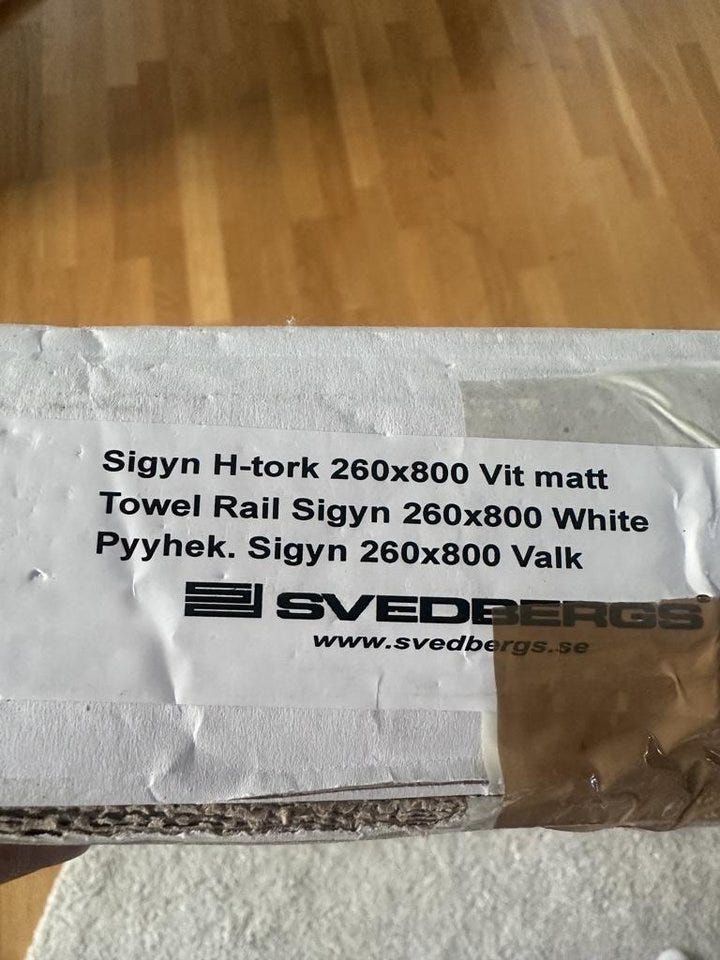 Sigyn H-tork 260x800 Vit matt
Towel Rail Sigyn 260x800 White
Pyyhek. Sigyn 260x800 Valk
SVEDBERGS
www.svedbergs.se